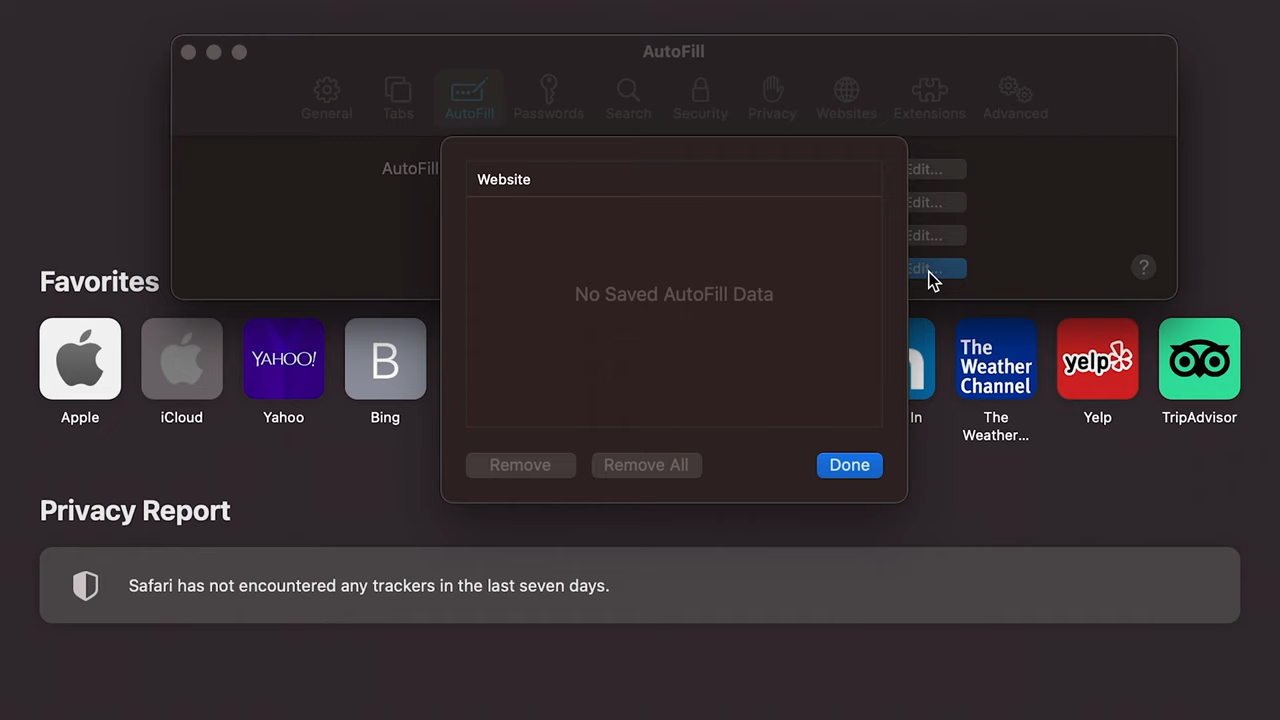 AutoFill
General
Tabs
AutoFill
Passwords
Search
Security
Privacy
Websites
Extensions
Advanced
AutoFill
Edit...
Edit...
Edit...
Edit...
?
Website
No Saved AutoFill Data
Remove
Remove All
Done
Favorites
YAHOO!
B
n
The
Weather
Channel
yelp
Apple
iCloud
Yahoo
Bing
In
The
Weather...
Yelp
TripAdvisor
Privacy Report
Safari has not encountered any trackers in the last seven days.